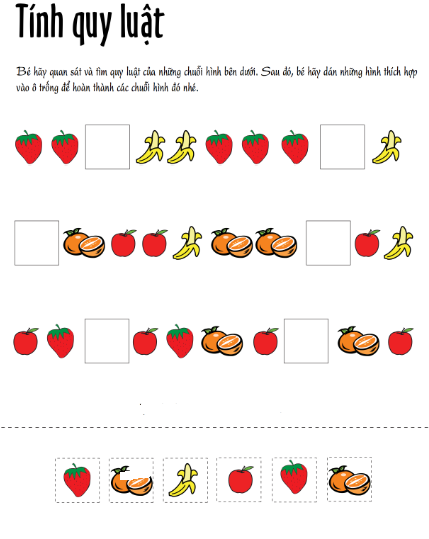 Tính quy luật
Bé hãy quan sát và tìm quy luật của những chuỗi hình bên dưới. Sau đó, bé hãy dán những hình thích hợp
vào ô trống để hoàn thành các chuỗi hình đó nhé.